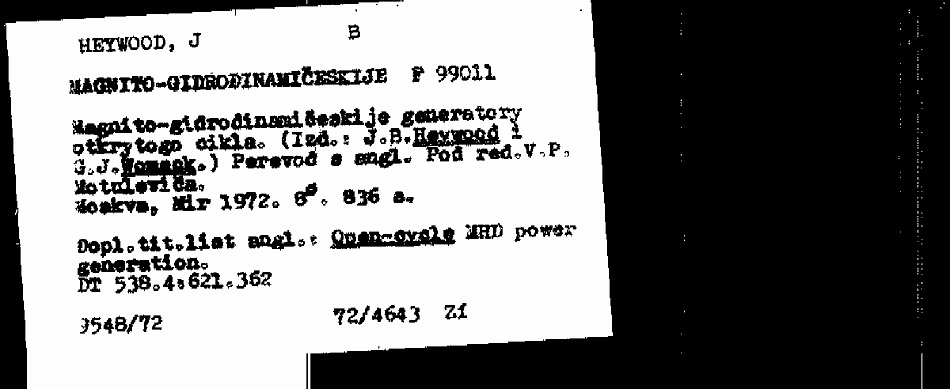 HEYWOOD, J B
MAGNITO-GIDRODINAMIČESKIJE F 99011
Magnito-gidrodinamičeskije generatory
otkrytogo cikla. (Izd.: J.B.Heywood i
G.J.Womack.) Perevod s angl. Pod red.V.P.
Motuleviča.
Moskva, Mir 1972. 8°. 836 s.
Dopl.tit.list angl.: Open-cycle MHD power
generation.
DT 538.4:621.362
9548/72 72/4643 Zf